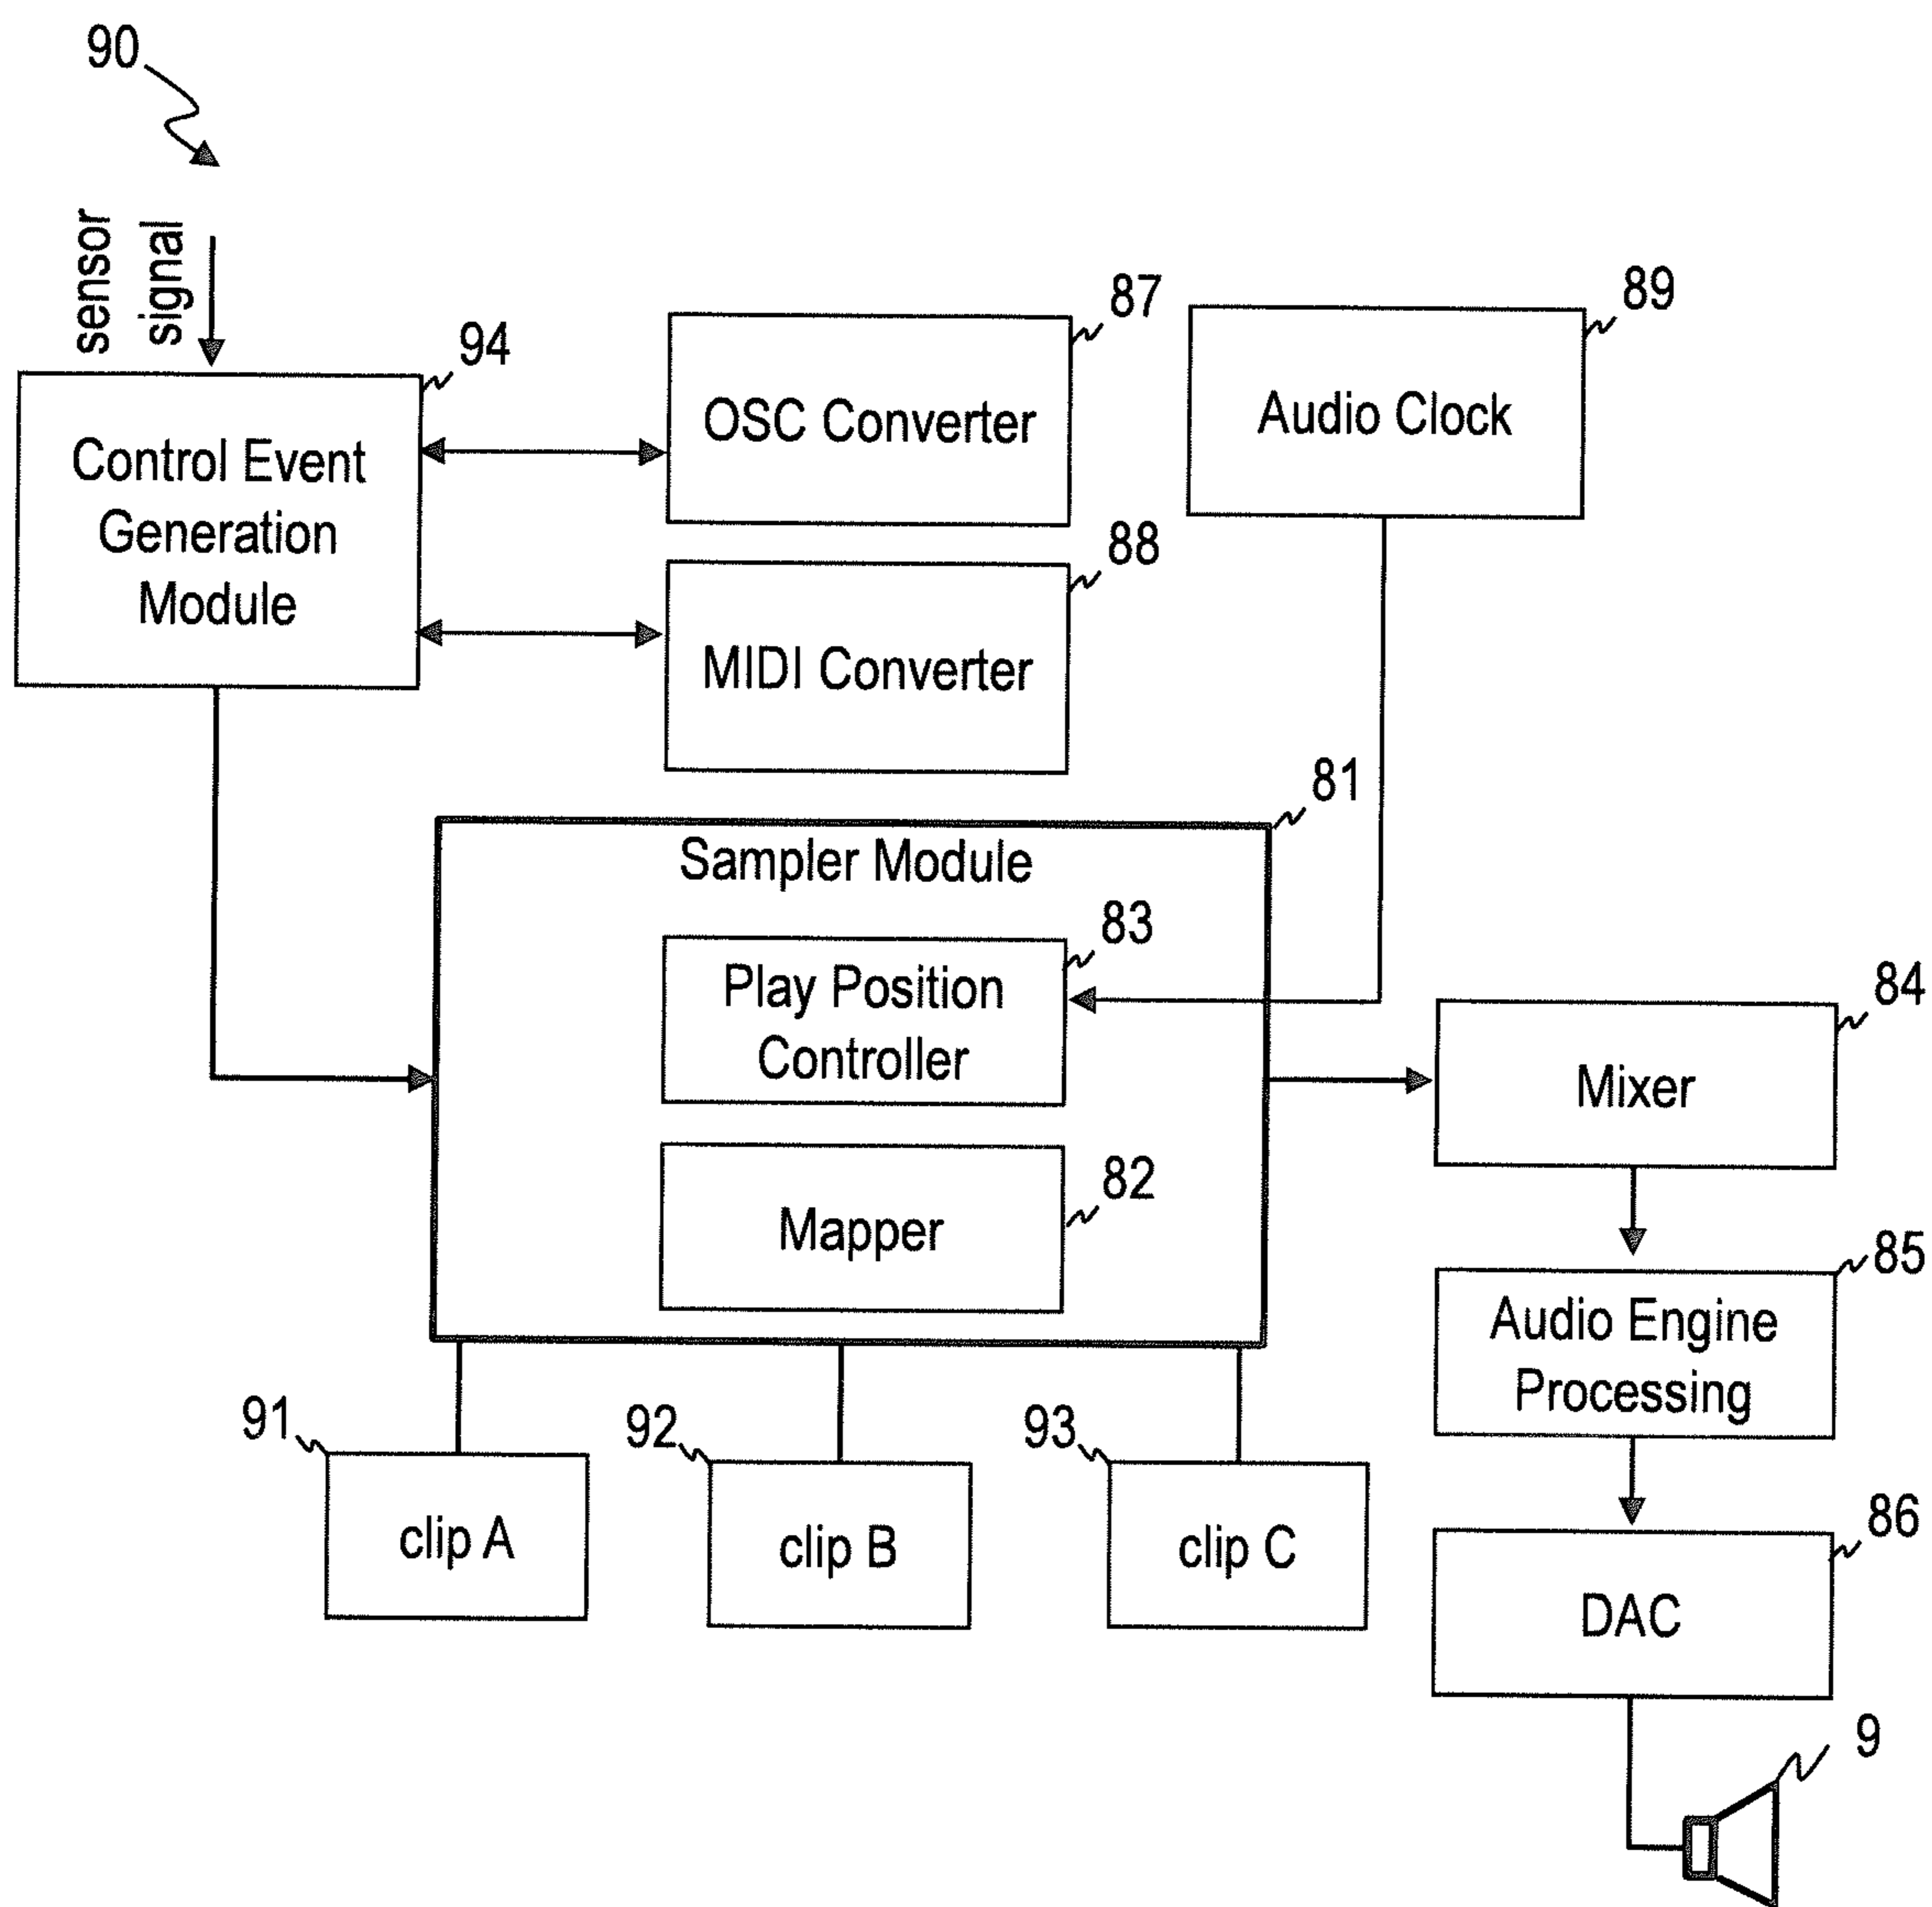 90
sensor
signal
94
Control Event
Generation
Module
87
OSC Converter
89
Audio Clock
88
MIDI Converter
81
Sampler Module
83
Play Position
Controller
82
Mapper
84
Mixer
85
Audio Engine
Processing
86
DAC
9
91
clip A
92
clip B
93
clip C